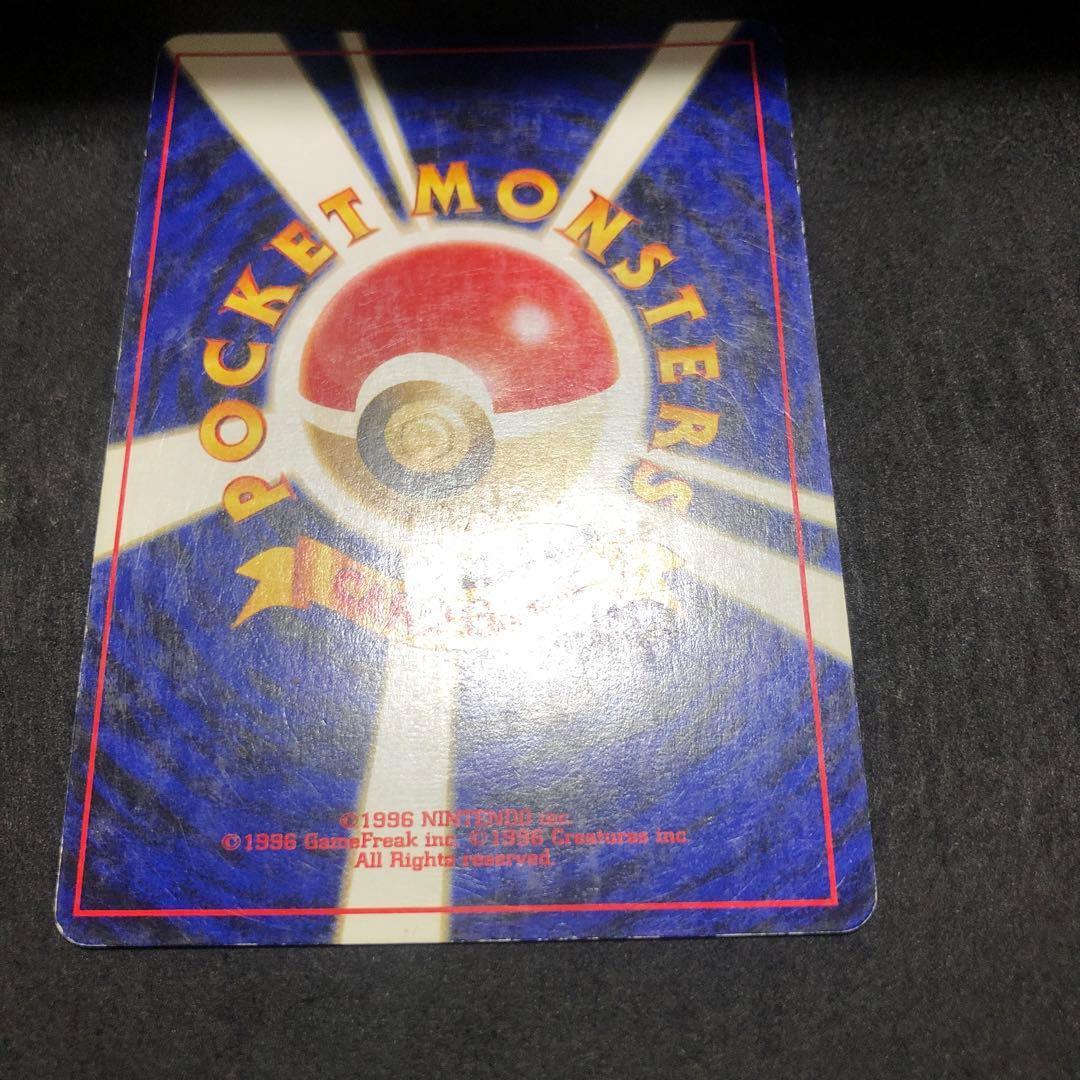 POCKET MONSTERS
©1996 NINTENDO inc.
©1996 GameFreak inc. ©1996 Creatures inc.
All Rights reserved.